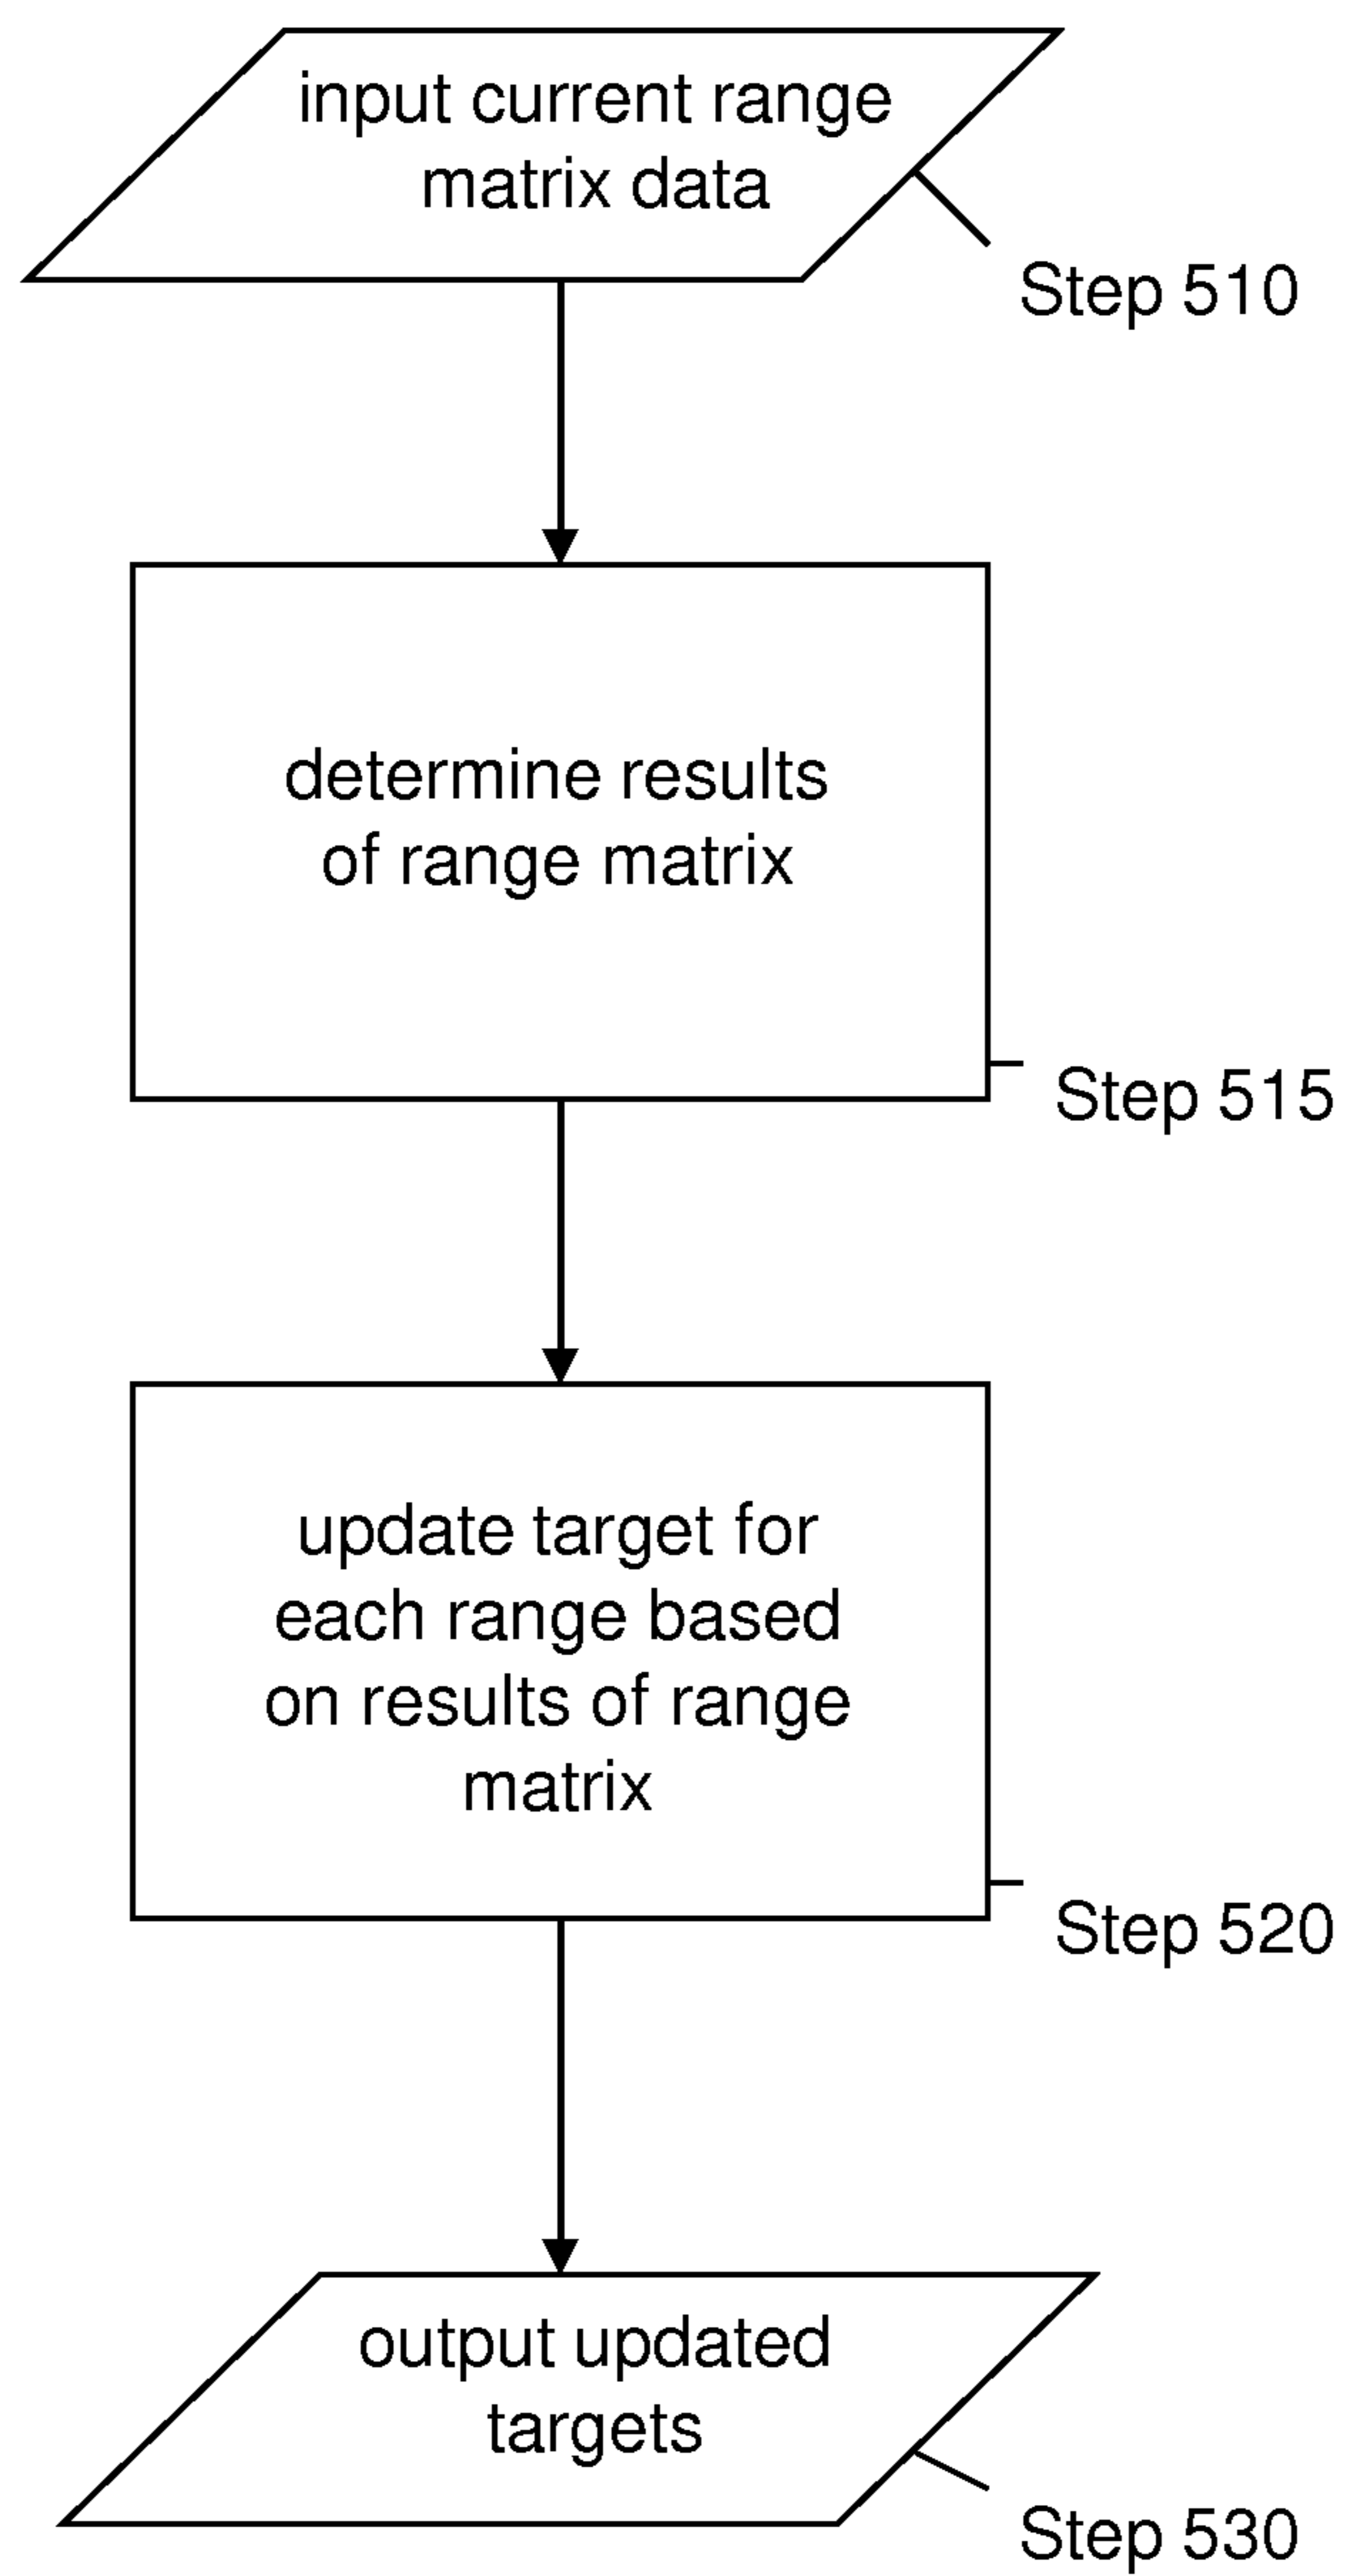 input current range
matrix data
Step 510
determine results
of range matrix
Step 515
update target for
each range based
on results of range
matrix
Step 520
output updated
targets
Step 530